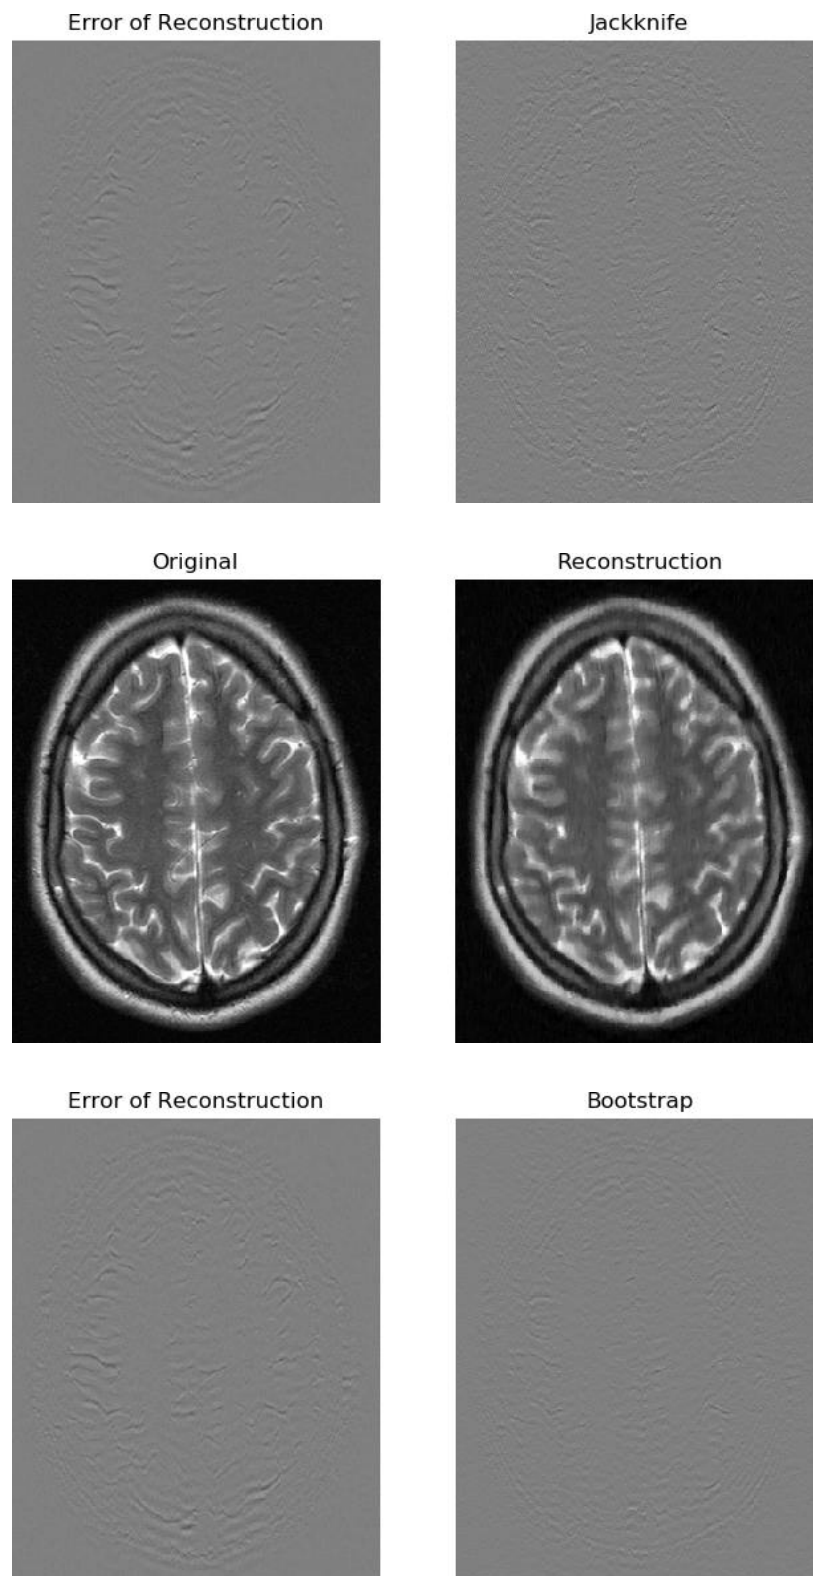 Error of Reconstruction
Jackknife
Original
Reconstruction
Error of Reconstruction
Bootstrap